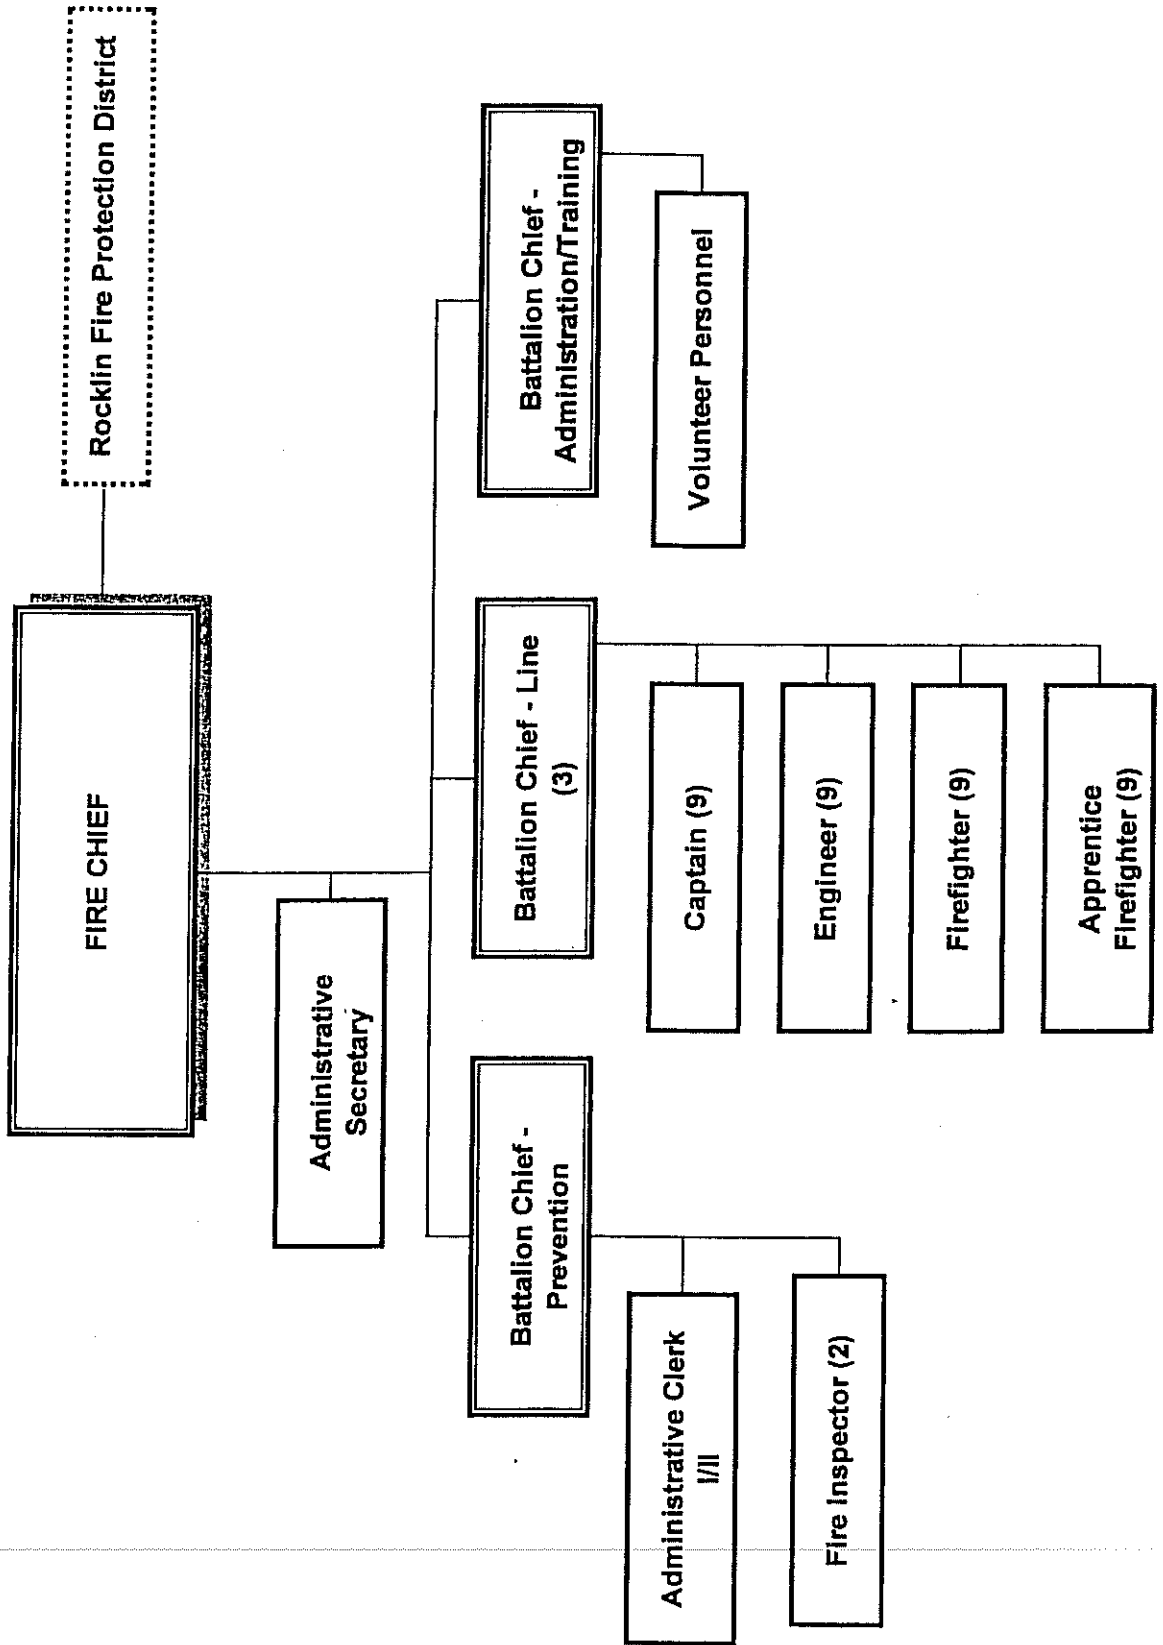 Rocklin Fire Protection District
FIRE CHIEF
Administrative
Secretary
Battalion Chief -
Prevention
Administrative Clerk
I/II
Fire Inspector (2)
Battalion Chief - Line
(3)
Captain (9)
Engineer (9)
Firefighter (9)
Apprentice
Firefighter (9)
Battalion Chief -
Administration/Training
Volunteer Personnel